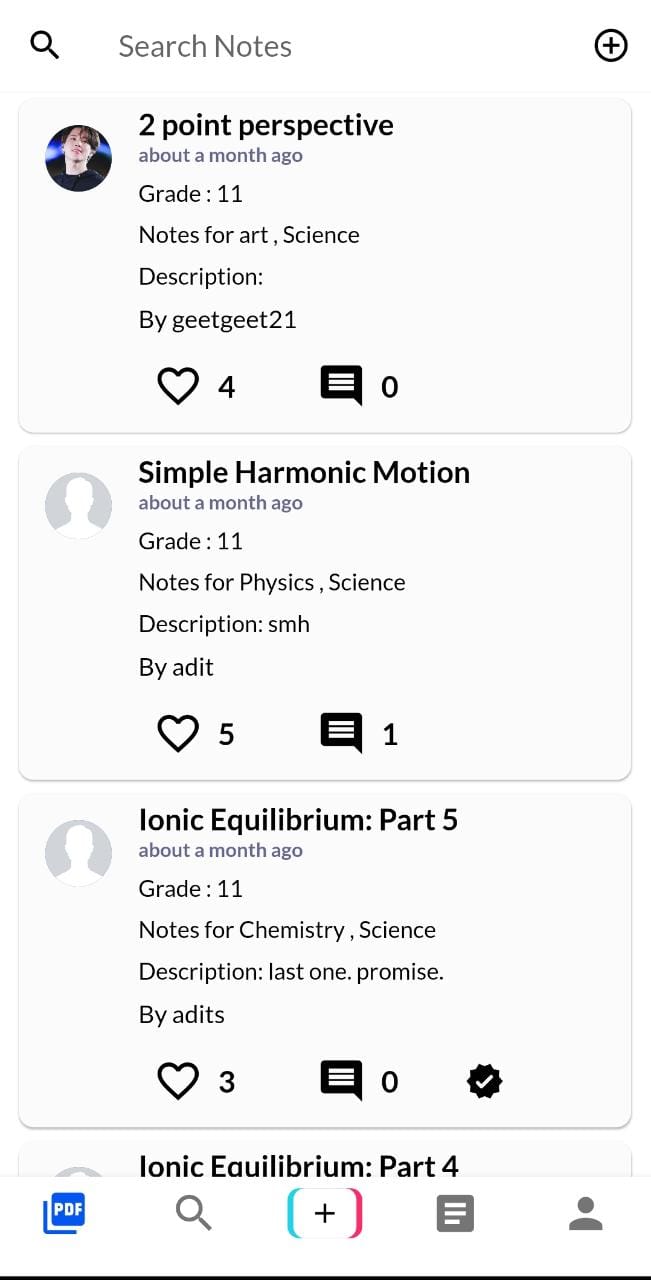 Search Notes
2 point perspective
about a month ago
Grade : 11
Notes for art , Science
Description:
By geetgeet21
4 0
Simple Harmonic Motion
about a month ago
Grade : 11
Notes for Physics , Science
Description: smh
By adit
5 1
Ionic Equilibrium: Part 5
about a month ago
Grade : 11
Notes for Chemistry , Science
Description: last one. promise.
By adits
3 0
Ionic Equilibrium: Part 4
PDF